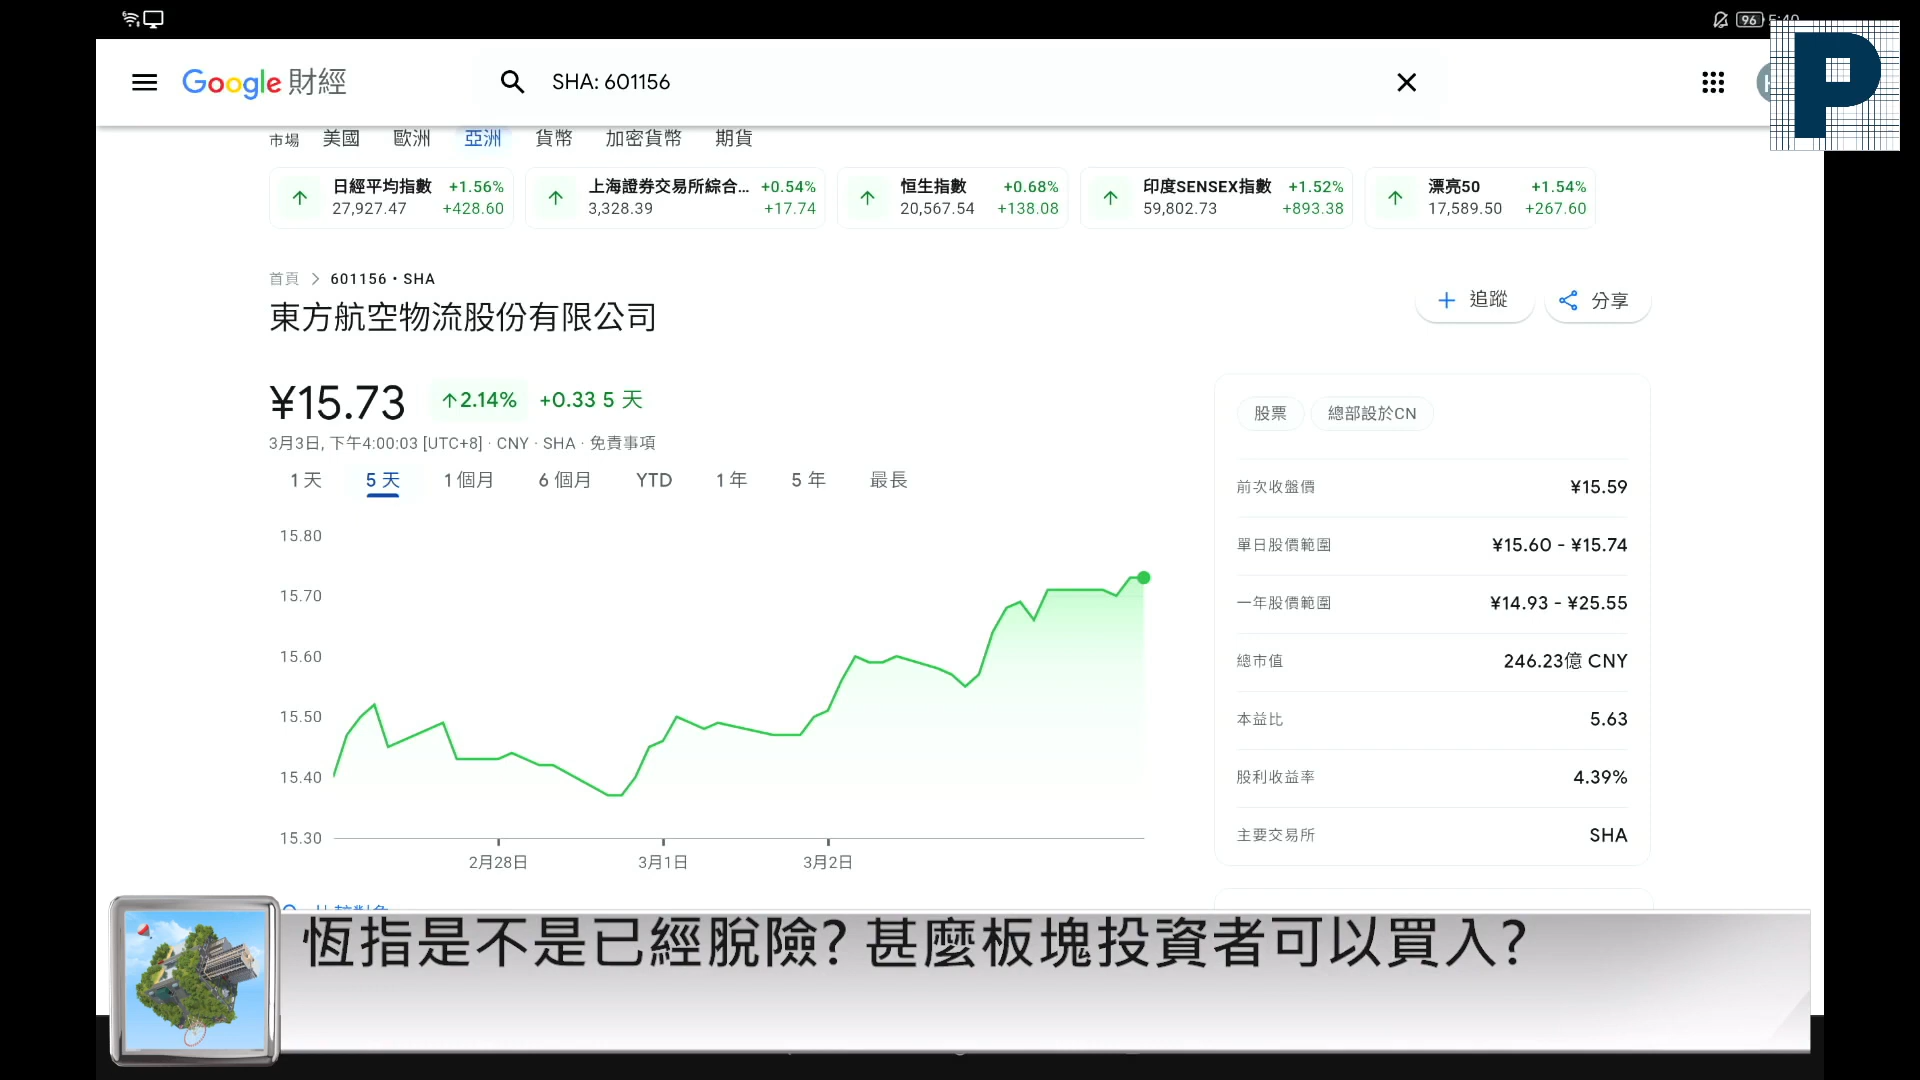 96
Google 財經
SHA: 601156
P
市場 美國 歐洲 亞洲 貨幣 加密貨幣 期貨
日經平均指數 +1.56%
27,927.47 +428.60
上海證券交易所綜合... +0.54%
3,328.39 +17.74
恒生指數 +0.68%
20,567.54 +138.08
印度SENSEX指數 +1.52%
59,802.73 +893.38
漂亮50 +1.54%
17,589.50 +267.60
首頁 > 601156 • SHA
東方航空物流股份有限公司
追蹤
分享
¥15.73 ↑2.14% +0.33 5 天
3月3日, 下午4:00:03 [UTC+8] · CNY · SHA · 免責事項
1 天 5 天 1 個月 6 個月 YTD 1 年 5 年 最長
15.80
15.70
15.60
15.50
15.40
15.30
2月28日 3月1日 3月2日
股票 總部設於CN
前次收盤價 ¥15.59
單日股價範圍 ¥15.60 - ¥15.74
一年股價範圍 ¥14.93 - ¥25.55
總市值 246.23億 CNY
本益比 5.63
股利收益率 4.39%
主要交易所 SHA
恆指是不是已經脫險? 甚麼板塊投資者可以買入?